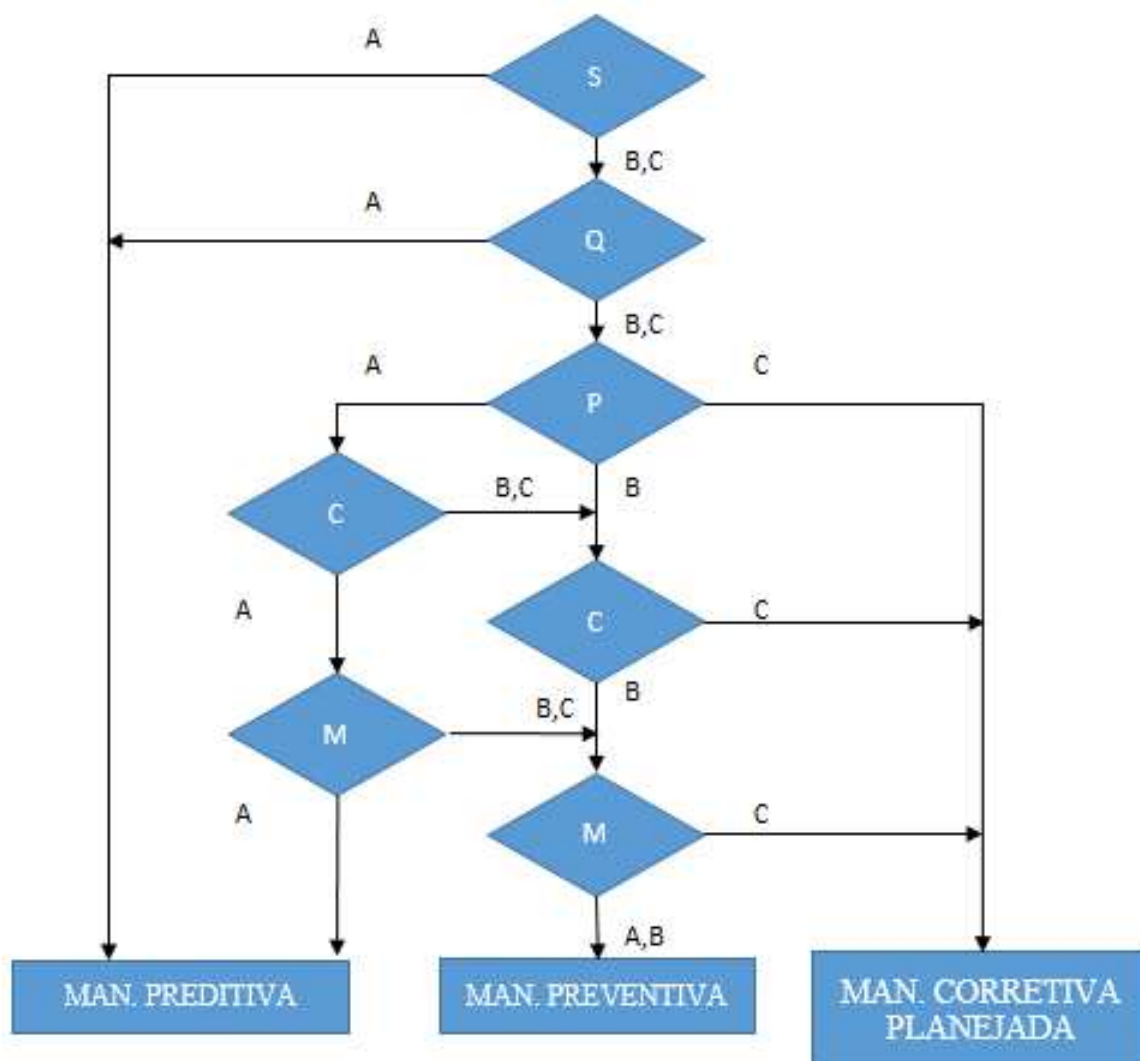 A
S
B,C
A
Q
B,C
A
C
P
B,C
B
C
A
C
C
B
B,C
M
C
A
M
A,B
MAN. PREDITIVA
MAN. PREVENTIVA
MAN. CORRETIVA
PLANEJADA